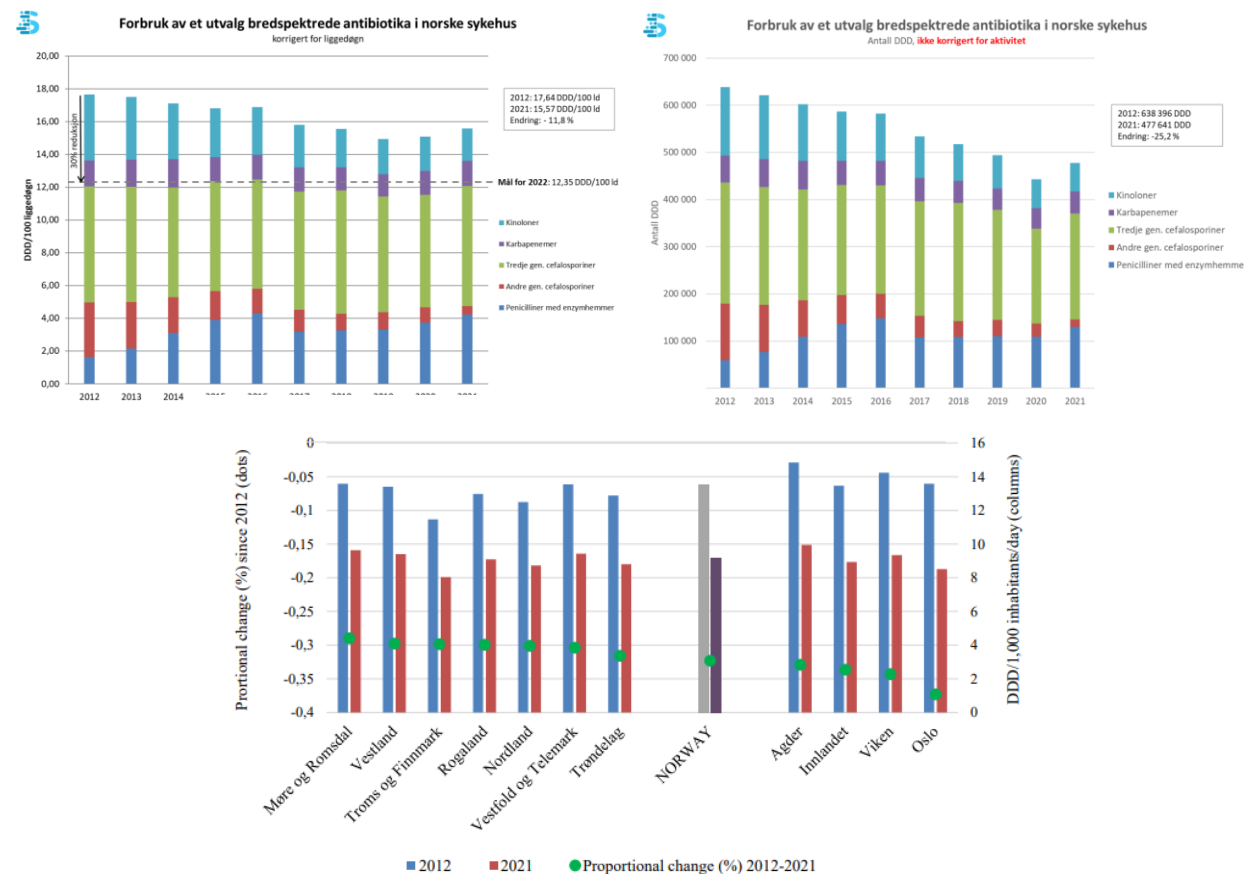 Forbruk av et utvalg bredspektrede antibiotika i norske sykehus
korrigert for liggedøgn
DDD/100 liggedøgn
20,00
18,00
16,00
14,00
12,00
10,00
8,00
6,00
4,00
2,00
0,00
30% reduksjon
2012: 17,64 DDD/100 ld
2021: 15,57 DDD/100 ld
Endring: - 11,8 %
Mål for 2022: 12,35 DDD/100 ld
Kinoloner
Karbapenemer
Tredje gen. cefalosporiner
Andre gen. cefalosporiner
Penicilliner med enzymhemmer
2012 2013 2014 2015 2016 2017 2018 2019 2020 2021
Forbruk av et utvalg bredspektrede antibiotika i norske sykehus
Antall DDD, ikke korrigert for aktivitet
Antall DDD
700 000
600 000
500 000
400 000
300 000
200 000
100 000
2012: 638 396 DDD
2021: 477 641 DDD
Endring: -25,2 %
Kinoloner
Karbapenemer
Tredje gen. cefalosporiner
Andre gen. cefalosporiner
Penicilliner med enzymhemme
2012 2013 2014 2015 2016 2017 2018 2019 2020 2021
Prortional change (%) since 2012 (dots)
0
-0,05
-0,1
-0,15
-0,2
-0,25
-0,3
-0,35
-0,4
16
14
12
10
8
6
4
2
0
DDD/1,000 inhabitants/day (columns)
Møre og Romsdal
Vestland
Troms og Finnmark
Rogaland
Nordland
Vestfold og Telemark
Trøndelag
NORWAY
Agder
Innlandet
Viken
Oslo
2012 2021 Proportional change (%) 2012-2021